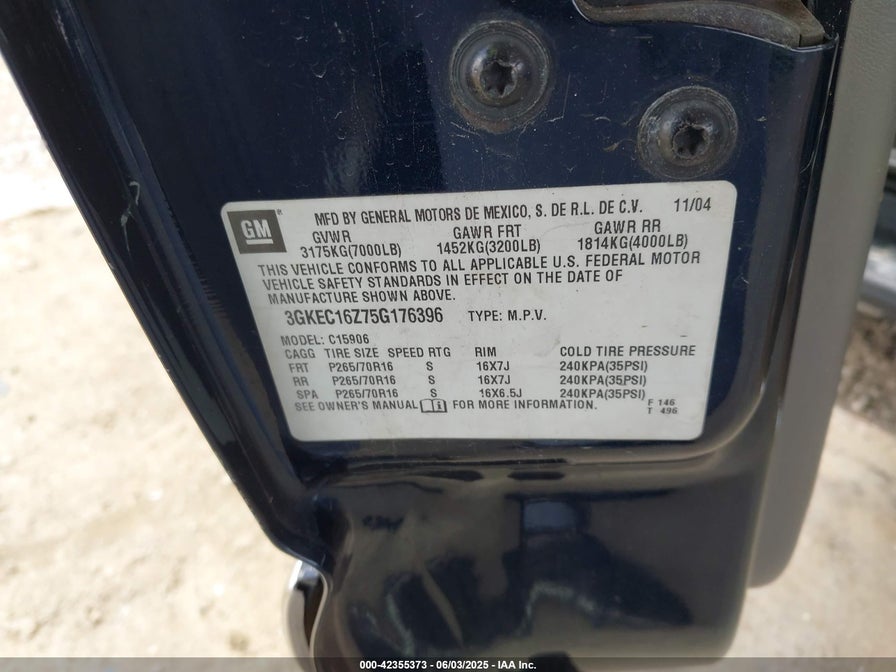 GM
MFD BY GENERAL MOTORS DE MEXICO, S. DE R.L. DE C.V. 11/04
GVWR GAWR FRT GAWR RR
3175KG(7000LB) 1452KG(3200LB) 1814KG(4000LB)
THIS VEHICLE CONFORMS TO ALL APPLICABLE U.S. FEDERAL MOTOR
VEHICLE SAFETY STANDARDS IN EFFECT ON THE DATE OF
MANUFACTURE SHOWN ABOVE.
3GKEC16Z75G176396 TYPE: M.P.V.
MODEL: C15906
CAGG TIRE SIZE SPEED RTG RIM COLD TIRE PRESSURE
FRT P265/70R16 S 16X7J 240KPA(35PSI)
RR P265/70R16 S 16X7J 240KPA(35PSI)
SPA P265/70R16 S 16X6.5J 240KPA(35PSI)
SEE OWNER'S MANUAL FOR MORE INFORMATION. F 146
T 496
000-42355373 - 06/03/2025 - IAA Inc.